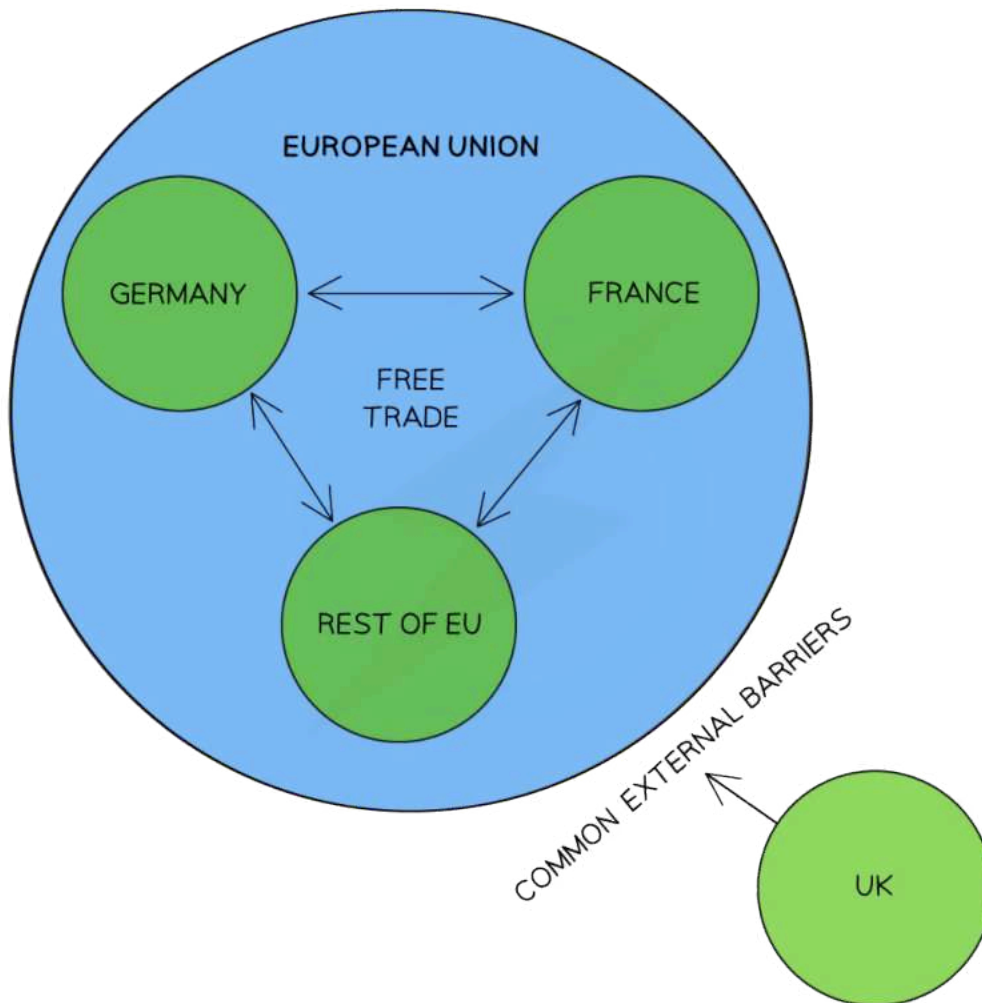 EUROPEAN UNION
GERMANY
FRANCE
FREE
TRADE
REST OF EU
COMMON EXTERNAL BARRIERS
UK